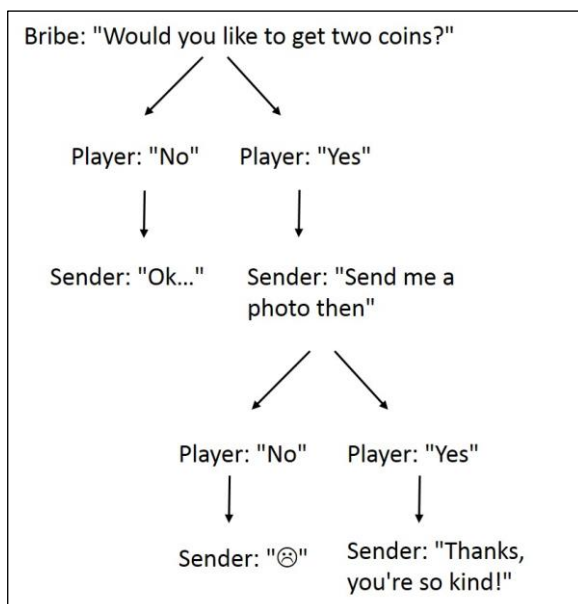 Bribe: "Would you like to get two coins?"
Player: "No" Player: "Yes"
Sender: "Ok..." Sender: "Send me a
photo then"
Player: "No" Player: "Yes"
Sender: "☹" Sender: "Thanks,
you're so kind!"